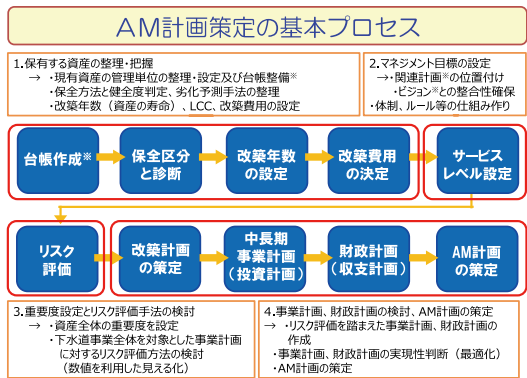 AM計画策定の基本プロセス
1.保有する資産の整理・把握
→ ・現有資産の管理単位の整理・設定及び台帳整備※
・保全方法と健全度判定、劣化予測手法の整理
・改築年数（資産の寿命）、LCC、改築費用の設定
2.マネジメント目標の設定
→・関連計画※の位置付け
・ビジョン※との整合性確保
・体制、ルール等の仕組み作り
台帳作成※
保全区分
と診断
改築年数
の設定
改築費用
の決定
サービス
レベル設定
リスク
評価
改築計画
の策定
中長期
事業計画
（投資計画）
財政計画
（収支計画）
AM計画
の策定
3.重要度設定とリスク評価手法の検討
→ ・資産全体の重要度を設定
・下水道事業全体を対象とした事業計画
に対するリスク評価方法の検討
（数値を利用した見える化）
4.事業計画、財政計画の検討、AM計画の策定
→ ・リスク評価を踏まえた事業計画、財政計画の
作成
・事業計画、財政計画の実現性判断（最適化）
・AM計画の策定